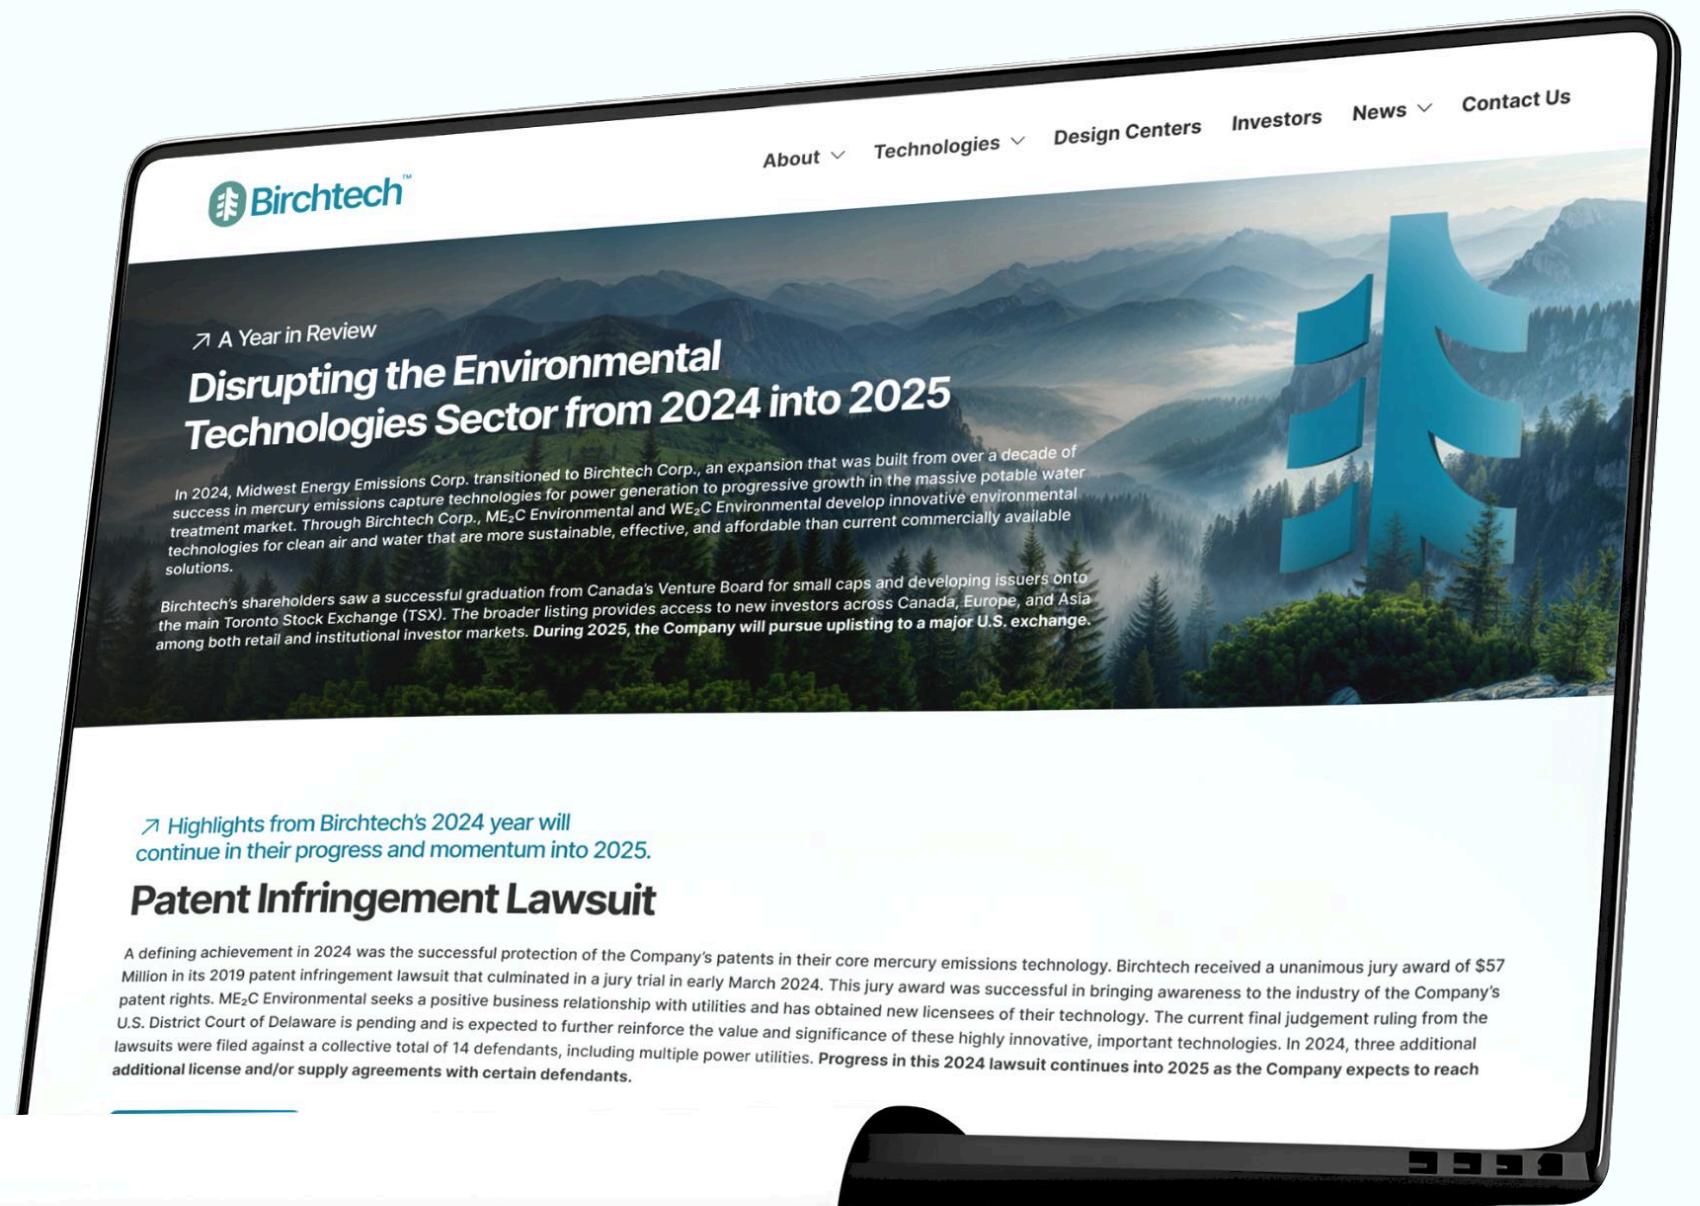 Birchtech™
About
Technologies
Design Centers
Investors
News
Contact Us
A Year in Review
Disrupting the Environmental
Technologies Sector from 2024 into 2025
In 2024, Midwest Energy Emissions Corp. transitioned to Birchtech Corp., an expansion that was built from over a decade of
success in mercury emissions capture technologies for power generation to progressive growth in the massive potable water
treatment market. Through Birchtech Corp., ME₂C Environmental and WE₂C Environmental develop innovative environmental
technologies for clean air and water that are more sustainable, effective, and affordable than current commercially available
solutions.
Birchtech's shareholders saw a successful graduation from Canada's Venture Board for small caps and developing issuers onto
the main Toronto Stock Exchange (TSX). The broader listing provides access to new investors across Canada, Europe, and Asia
among both retail and institutional investor markets. During 2025, the Company will pursue uplisting to a major U.S. exchange.
Highlights from Birchtech's 2024 year will
continue in their progress and momentum into 2025.
Patent Infringement Lawsuit
A defining achievement in 2024 was the successful protection of the Company's patents in their core mercury emissions technology. Birchtech received a unanimous jury award of $57
Million in its 2019 patent infringement lawsuit that culminated in a jury trial in early March 2024. This jury award was successful in bringing awareness to the industry of the Company's
patent rights. ME₂C Environmental seeks a positive business relationship with utilities and has obtained new licensees of their technology. The current final judgement ruling from the
U.S. District Court of Delaware is pending and is expected to further reinforce the value and significance of these highly innovative, important technologies. In 2024, three additional
lawsuits were filed against a collective total of 14 defendants, including multiple power utilities. Progress in this 2024 lawsuit continues into 2025 as the Company expects to reach
additional license and/or supply agreements with certain defendants.